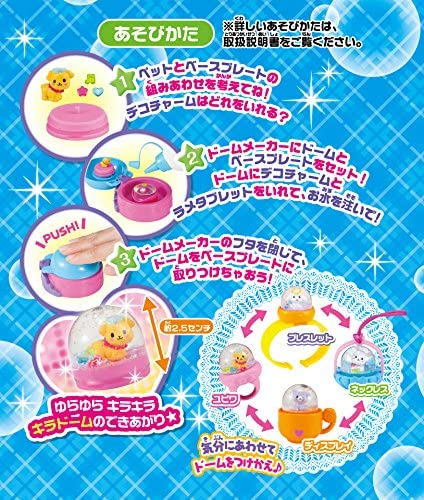 あそびかた
※詳しいあそびかたは、
取扱説明書をご覧ください。
1
ペットとベースプレートの
組みあわせを考えてね!
デコチャームはどれをいれる?
2
ドームメーカーにドームと
ベースプレートをセット!
ドームにデコチャームと
ラメタブレットをいれて、お水を注いで!
PUSH!
3
ドームメーカーのフタを閉じて、
ドームをベースプレートに
取りつけちゃおう!
約2.5センチ
ゆらゆら キラキラ
キラドームのできあがり★
ブレスレット
ユビワ
ネックレス
ディスプレイ
気分にあわせて
ドームをつけかえ♪